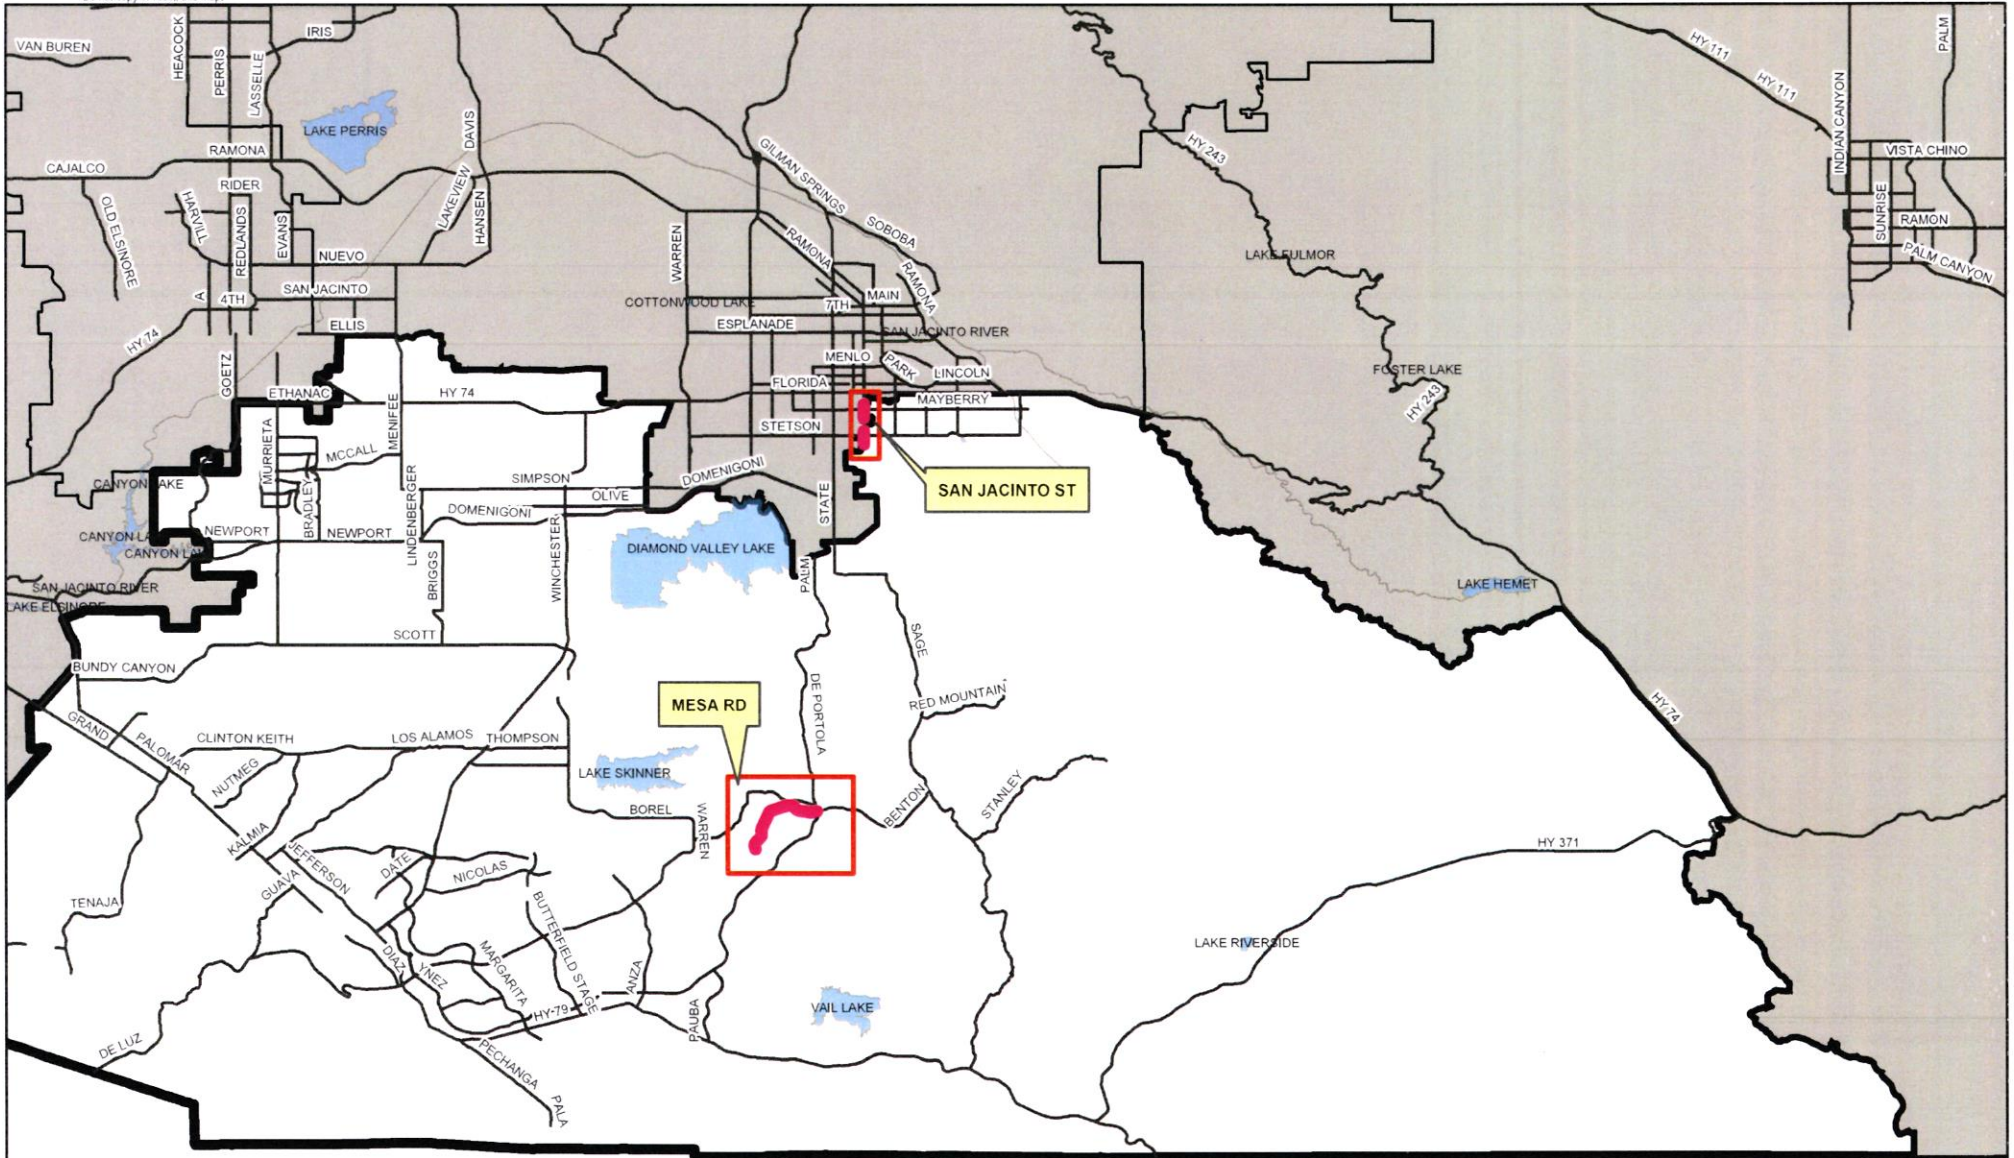 VAN BUREN
HEACOCK
PERRIS
LASSELLE
IRIS
LAKE PERRIS
DAVIS
HY 111
HY 111
PALM
INDIAN CANYON
VISTA CHINO
SUNRISE
RAMON
PALM CANYON
CAJALCO
RAMONA
RIDER
OLD ELSINORE
HARVILL
REDLANDS
EVANS
LAKEVIEW
HANSEN
NUEVO
A
4TH
SAN JACINTO
ELLIS
HY 74
GOETZ
GILMAN SPRINGS
SOBOBA
RAMONA
RAMONA
WARREN
COTTONWOOD LAKE
7TH
MAIN
ESPLANADE
SAN JACINTO RIVER
MENLO
PARK
LINCOLN
FLORIDA
MAYBERRY
STETSON
HY 243
LAKE FULMOR
FOSTER LAKE
HY 243
ETHANAC
HY 74
MENIFEE
MURRIETA
MCCALL
BRADLEY
LINDENBERGER
SIMPSON
OLIVE
DOMENIGONI
DOMENIGONI
STATE
SAN JACINTO ST
CANYON LAKE
CANYON LA
CANYON LA
NEWPORT
NEWPORT
BRIGGS
WINCHESTER
DIAMOND VALLEY LAKE
PALM
SAN JACINTO RIVER
LAKE ELSINORE
LAKE HEMET
SCOTT
BUNDY CANYON
SAGE
RED MOUNTAIN
DE PORTOLA
MESA RD
HY 74
GRAND
PALOMAR
CLINTON KEITH
LOS ALAMOS
THOMPSON
NUTMEG
LAKE SKINNER
BOREL
WARREN
BENTON
STANLEY
KALMIA
JEFFERSON
GUAVA
DATE
NICOLAS
HY 371
TENAJA
BUTTERFIELD STAGE
MARGARITA
DIAZ
YNEZ
ANZA
LAKE RIVERSIDE
HY-79
PAUBA
VAIL LAKE
DE LUZ
PECHANGA
PALA